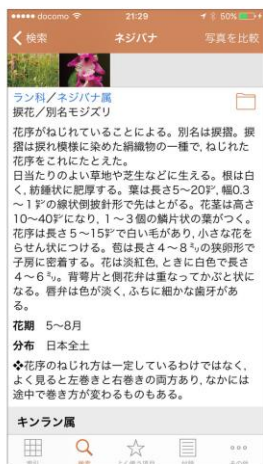 docomo 21:29 50%
検索 ネジバナ 写真を比較
ラン科／ネジバナ属
捩花／別名モジズリ
花序がねじれていることによる。別名は捩摺。捩
摺は捩れ模様に染めた絹織物の一種で，ねじれた
花序をこれにたとえた。
日当たりのよい草地や芝生などに生える。根は白
く，紡錘状に肥厚する。葉は長さ5〜20㌢，幅0.3
〜１㌢の線状倒披針形で先はとがる。花茎は高さ
10〜40㌢になり，１〜３個の鱗片状の葉がつく。
花序は長さ５〜15㌢で白い毛があり，小さな花を
らせん状につける。苞は長さ４〜８㍉の狭卵形で
子房に密着する。花は淡紅色，ときに白色で長さ
４〜６㍉。背萼片と側花弁は重なってかぶと状に
なる。唇弁は色が淡く，ふちに細かな歯牙があ
る。
花期 5〜8月
分布 日本全土
❖花序のねじれ方は一定しているわけではなく，
よく見ると左巻きと右巻きの両方あり，なかには
途中で巻き方が変わるものもある。
キンラン属